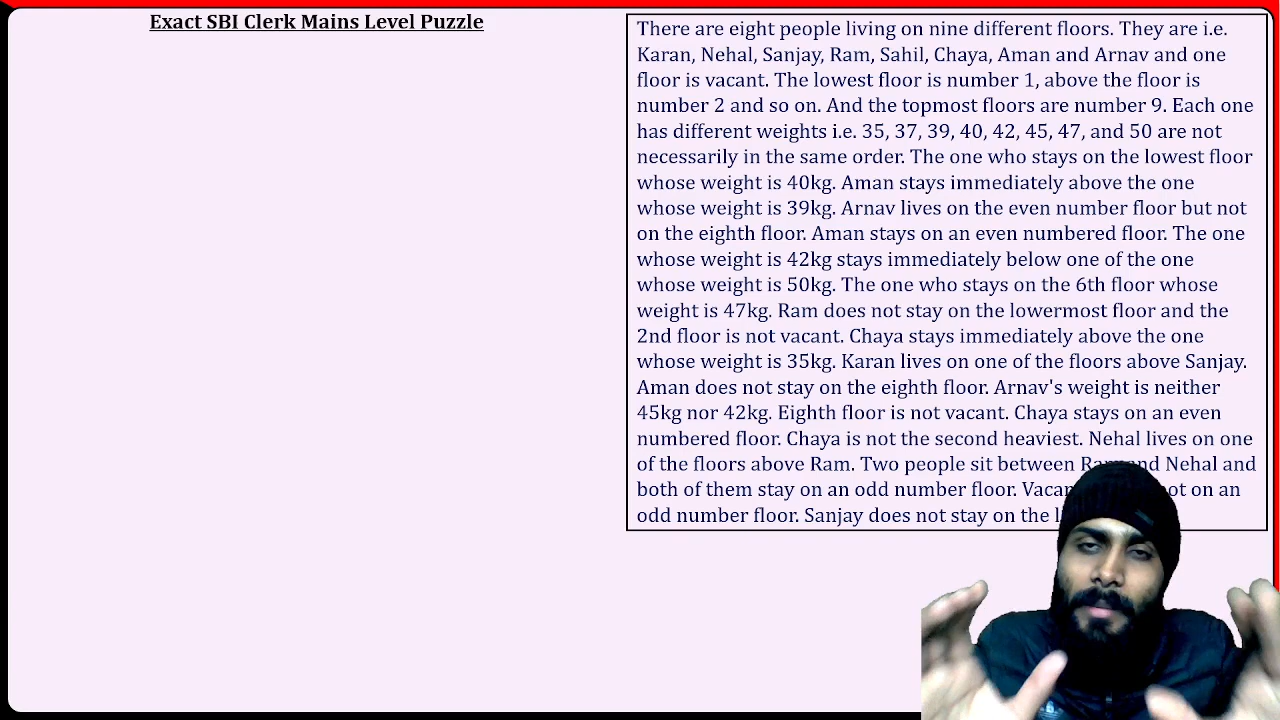 Exact SBI Clerk Mains Level Puzzle
There are eight people living on nine different floors. They are i.e.
Karan, Nehal, Sanjay, Ram, Sahil, Chaya, Aman and Arnav and one
floor is vacant. The lowest floor is number 1, above the floor is
number 2 and so on. And the topmost floors are number 9. Each one
has different weights i.e. 35, 37, 39, 40, 42, 45, 47, and 50 are not
necessarily in the same order. The one who stays on the lowest floor
whose weight is 40kg. Aman stays immediately above the one
whose weight is 39kg. Arnav lives on the even number floor but not
on the eighth floor. Aman stays on an even numbered floor. The one
whose weight is 42kg stays immediately below one of the one
whose weight is 50kg. The one who stays on the 6th floor whose
weight is 47kg. Ram does not stay on the lowermost floor and the
2nd floor is not vacant. Chaya stays immediately above the one
whose weight is 35kg. Karan lives on one of the floors above Sanjay.
Aman does not stay on the eighth floor. Arnav's weight is neither
45kg nor 42kg. Eighth floor is not vacant. Chaya stays on an even
numbered floor. Chaya is not the second heaviest. Nehal lives on one
of the floors above Ram. Two people sit between and Nehal and
both of them stay on an odd number floor. on an
odd number floor. Sanjay does not stay on the